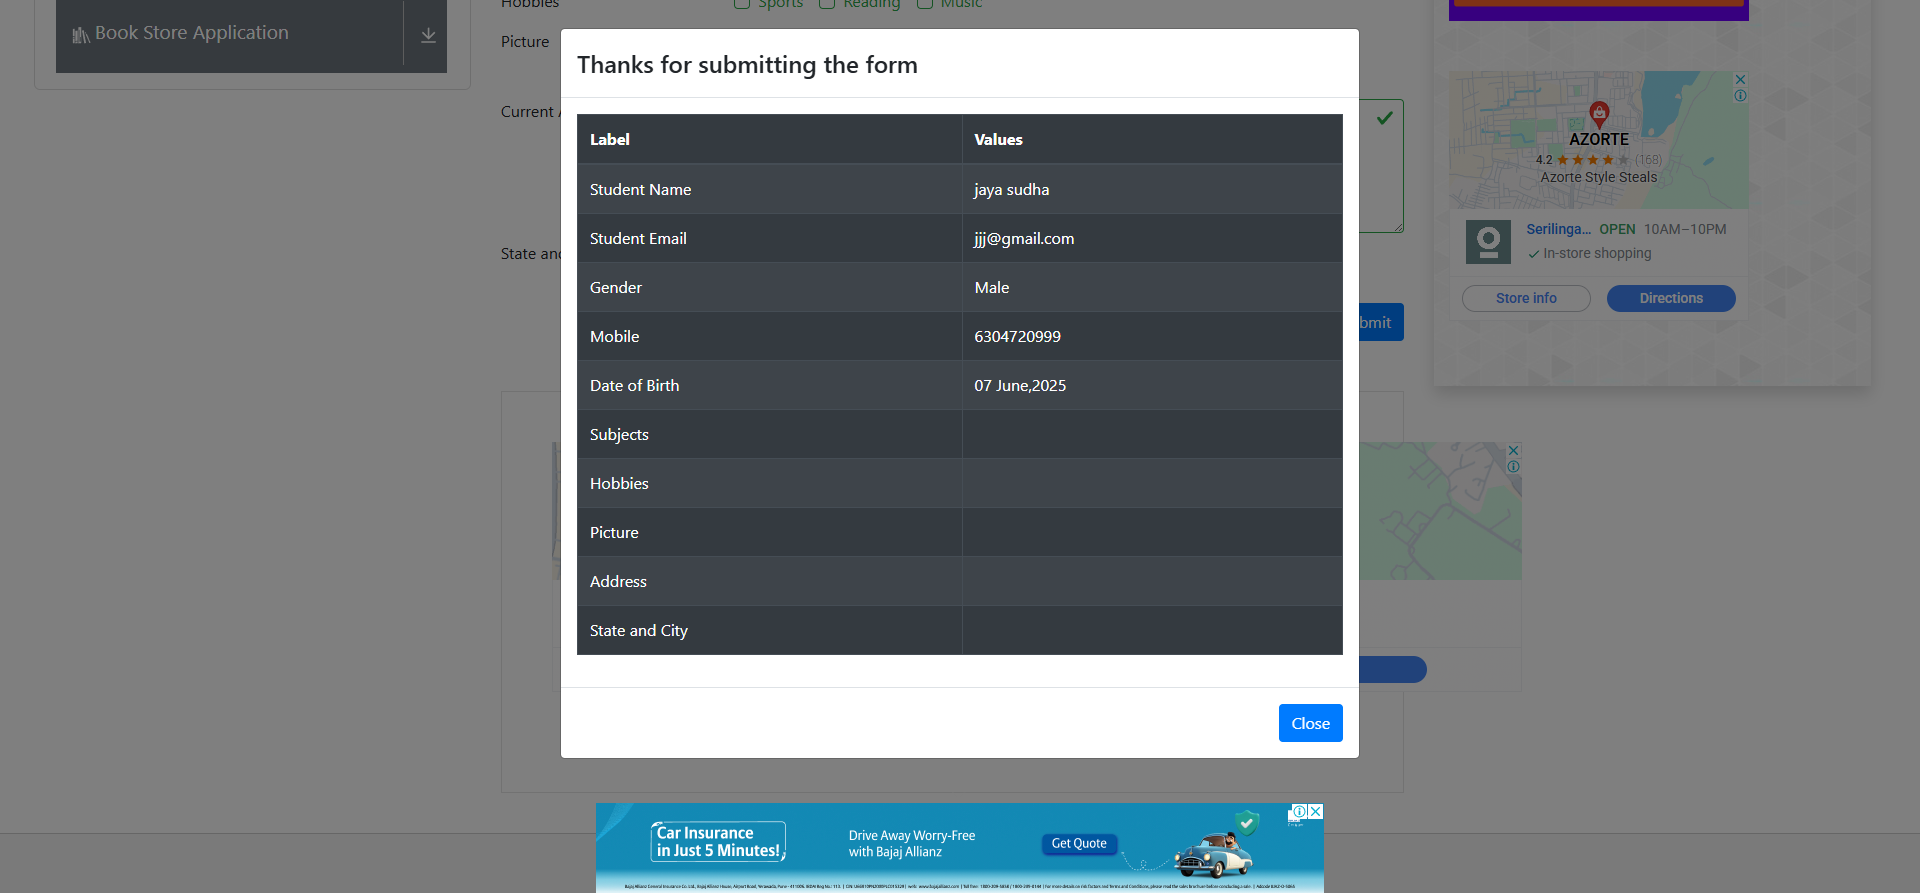 Hobbies
Sports
Reading
Music
Book Store Application
Picture
Current
State and
Submit
Thanks for submitting the form
Label Values
Student Name jaya sudha
Student Email jjj@gmail.com
Gender Male
Mobile 6304720999
Date of Birth 07 June,2025
Subjects
Hobbies
Picture
Address
State and City
Close
AZORTE
4.2 (168)
Azorte Style Steals
Serilinga... OPEN 10AM–10PM
In-store shopping
Store info Directions
Car Insurance
in Just 5 Minutes!
Drive Away Worry-Free
with Bajaj Allianz
Get Quote